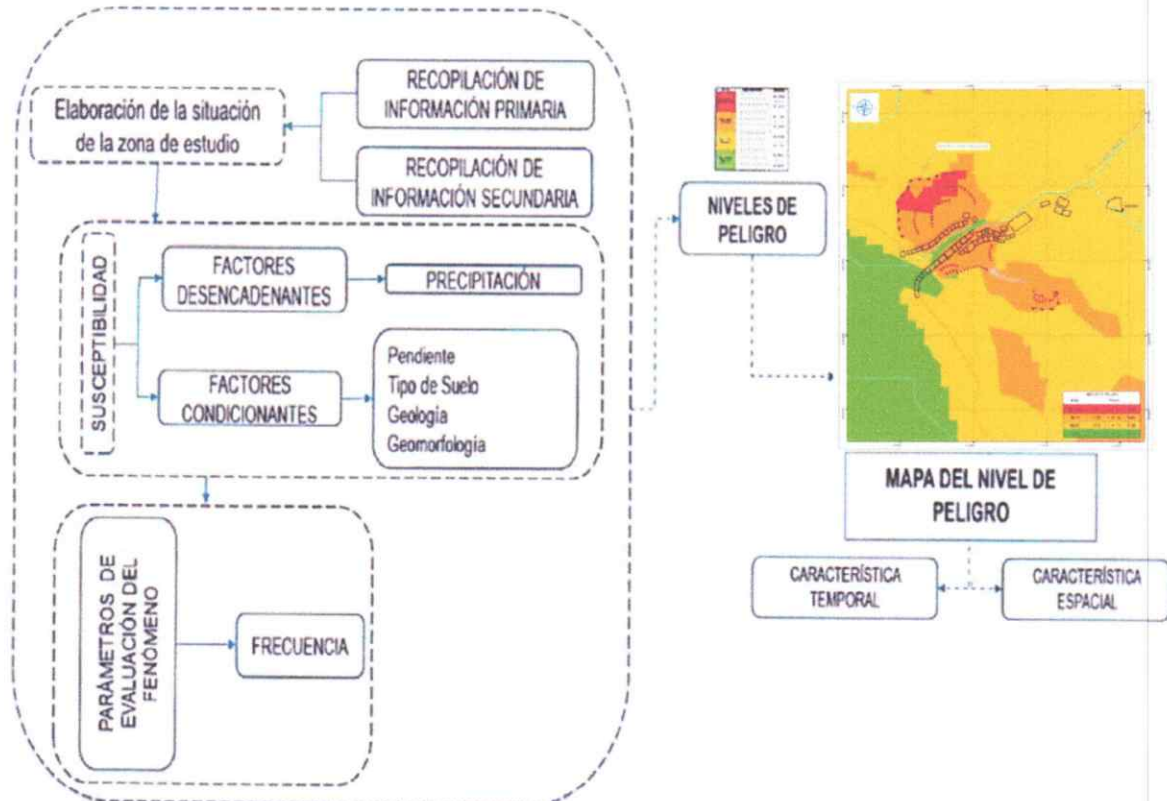 RECOPILACIÓN DE
INFORMACIÓN PRIMARIA
Elaboración de la situación
de la zona de estudio
RECOPILACIÓN DE
INFORMACIÓN SECUNDARIA
SUSCEPTIBILIDAD
FACTORES
DESENCADENANTES
PRECIPITACIÓN
FACTORES
CONDICIONANTES
Pendiente
Tipo de Suelo
Geología
Geomorfología
PARÁMETROS DE
EVALUACIÓN DEL
FENÓMENO
FRECUENCIA
NIVELES DE
PELIGRO
MAPA DEL NIVEL DE
PELIGRO
CARACTERÍSTICA
TEMPORAL
CARACTERÍSTICA
ESPACIAL